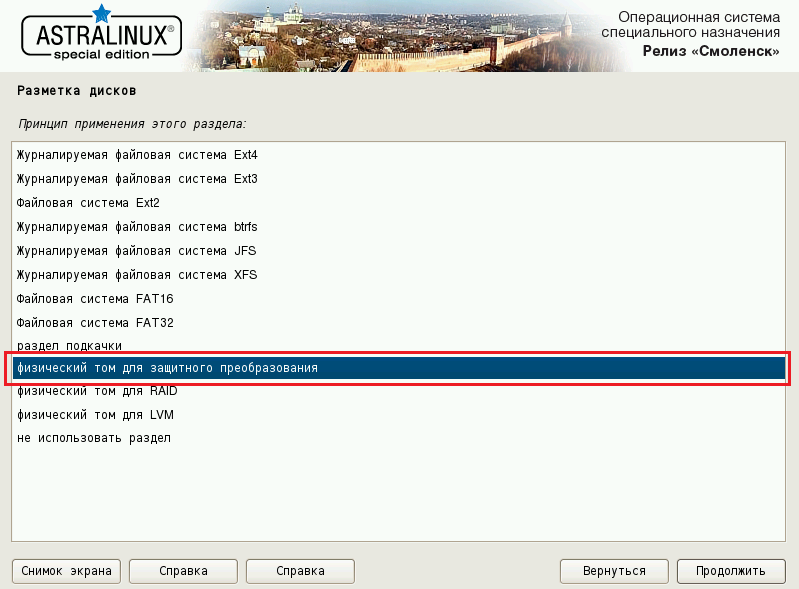 ASTRALINUX®
special edition
Операционная система
специального назначения
Релиз «Смоленск»
Разметка дисков
Принцип применения этого раздела:
Журналируемая файловая система Ext4
Журналируемая файловая система Ext3
Файловая система Ext2
Журналируемая файловая система btrfs
Журналируемая файловая система JFS
Журналируемая файловая система XFS
Файловая система FAT16
Файловая система FAT32
раздел подкачки
физический том для защитного преобразования
физический том для RAID
физический том для LVM
не использовать раздел
Снимок экрана
Справка
Справка
Вернуться
Продолжить